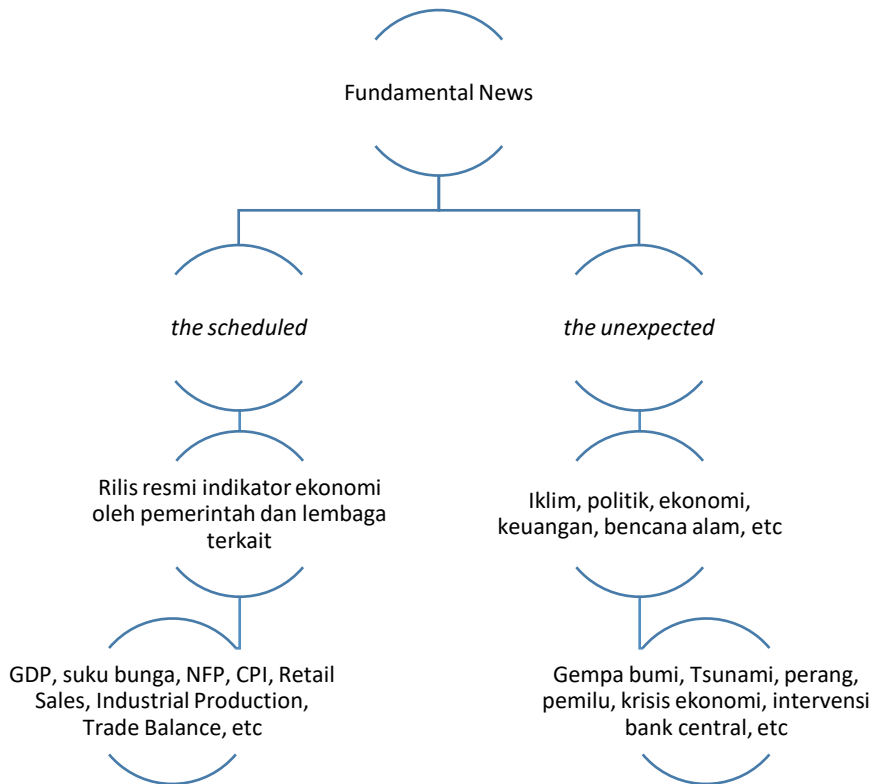 Fundamental News
the scheduled
the unexpected
Rilis resmi indikator ekonomi
oleh pemerintah dan lembaga
terkait
Iklim, politik, ekonomi,
keuangan, bencana alam, etc
GDP, suku bunga, NFP, CPI, Retail
Sales, Industrial Production,
Trade Balance, etc
Gempa bumi, Tsunami, perang,
pemilu, krisis ekonomi, intervensi
bank central, etc